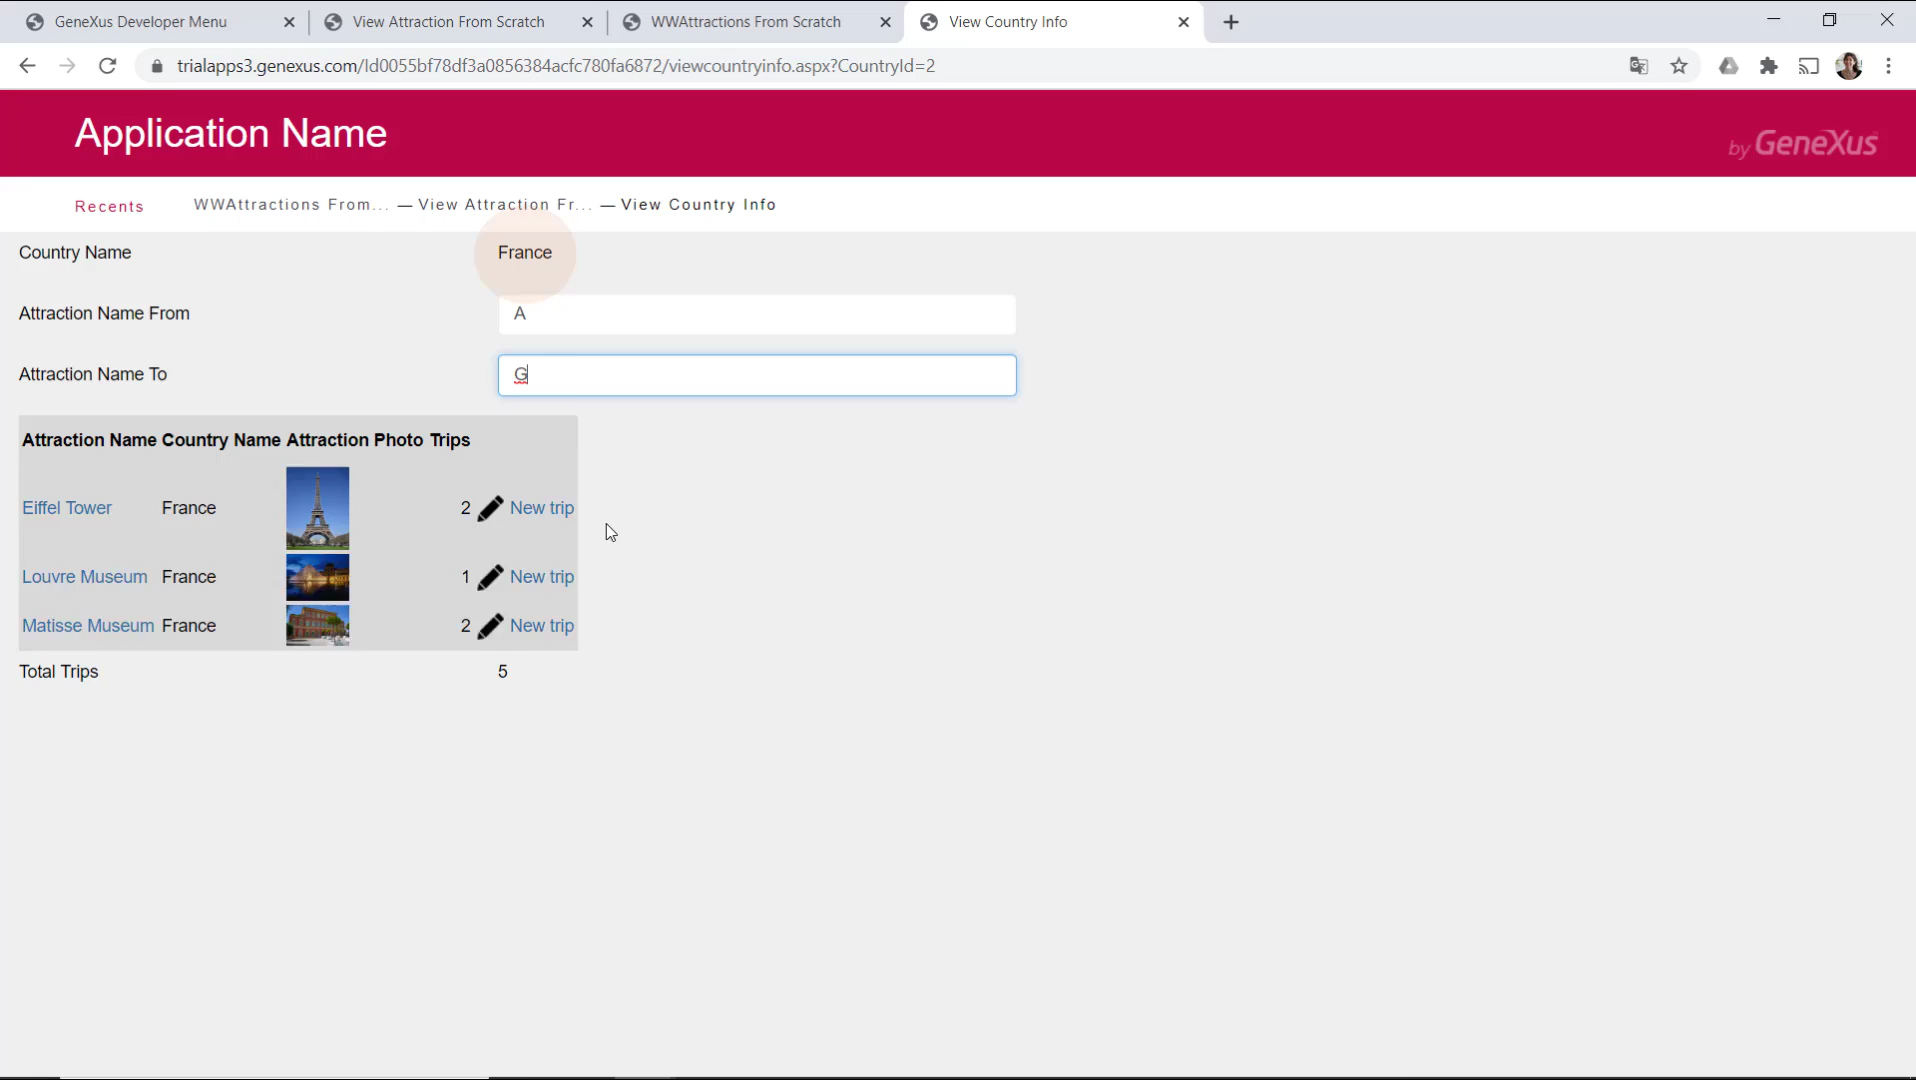 GeneXus Developer Menu View Attraction From Scratch WWAttractions From Scratch View Country Info
trialapps3.genexus.com/Id0055bf78df3a0856384acfc780fa6872/viewcountryinfo.aspx?CountryId=2
Application Name
by GeneXus
Recents WWAttractions From... — View Attraction Fr... — View Country Info
Country Name France
Attraction Name From A
Attraction Name To G
Attraction Name Country Name Attraction Photo Trips
Eiffel Tower France 2 New trip
Louvre Museum France 1 New trip
Matisse Museum France 2 New trip
Total Trips 5